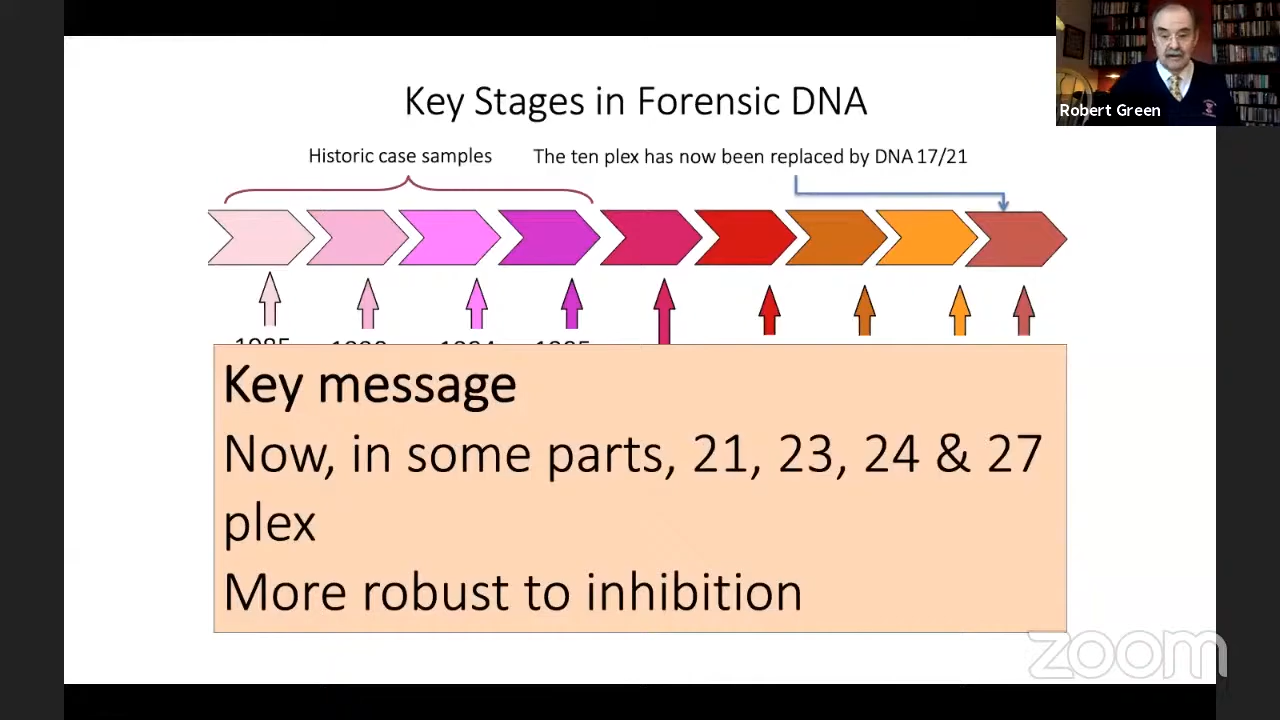 Robert Green
Key Stages in Forensic DNA
Historic case samples
The ten plex has now been replaced by DNA 17/21
1985
Key message
Now, in some parts, 21, 23, 24 & 27
plex
More robust to inhibition
zoom